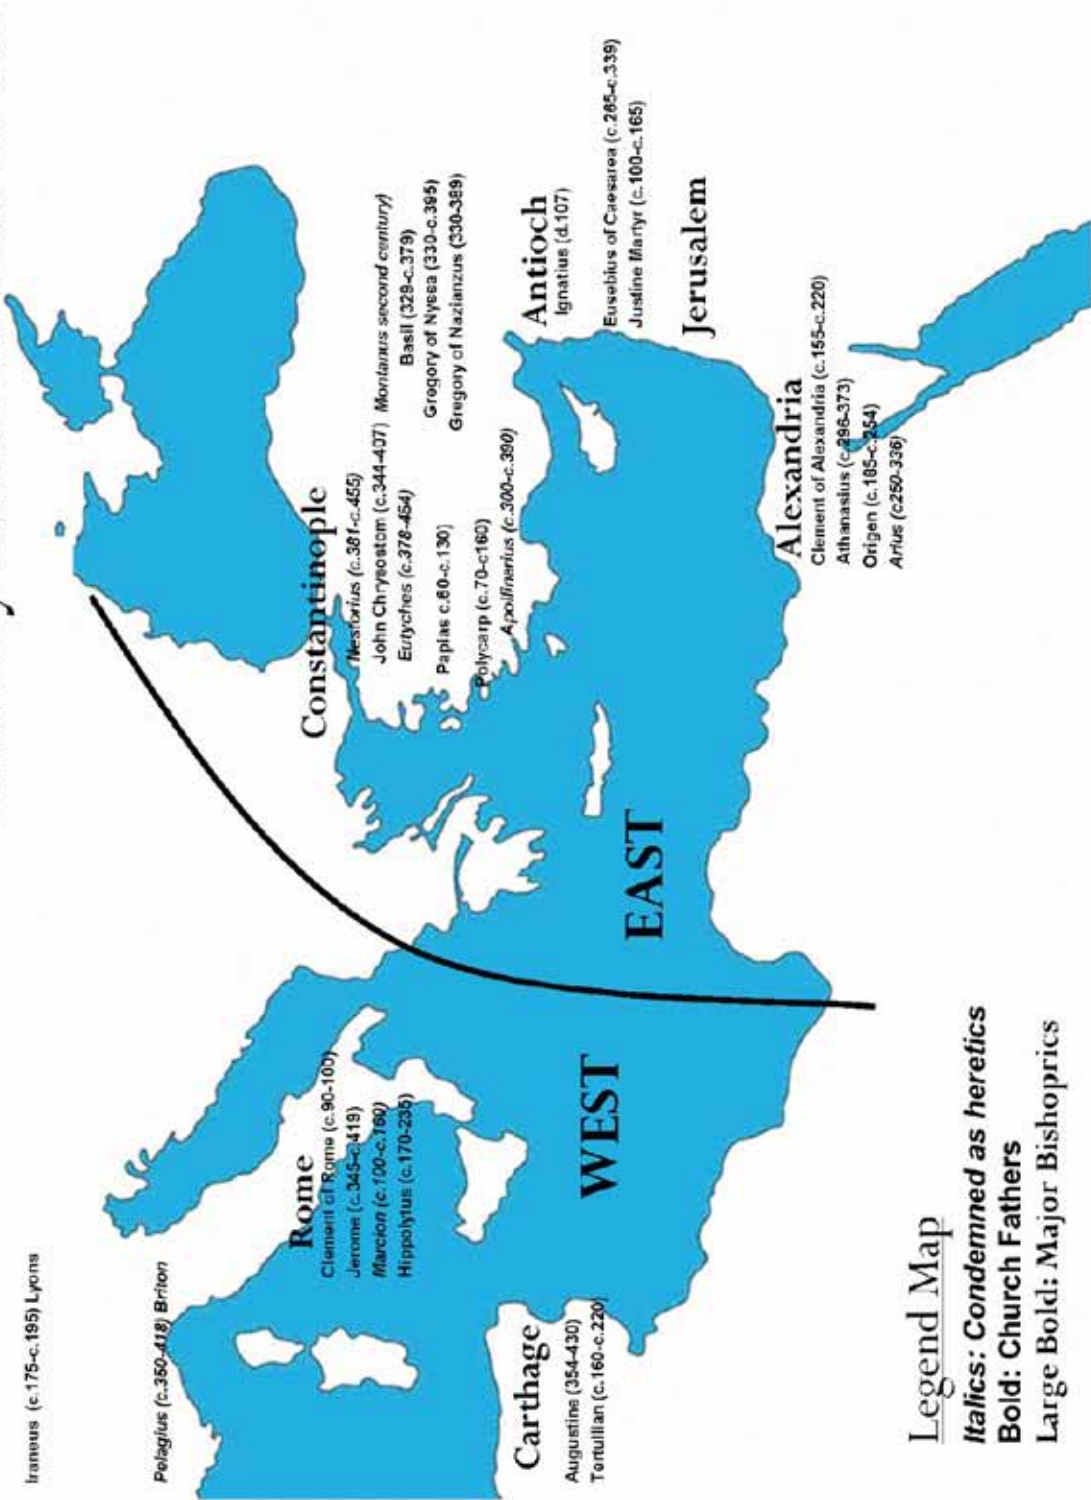 Iraneus (c.175-c.195) Lyons
Pelagius (c.350-418) Briton
Rome
Clement of Rome (c.90-100)
Jerome (c.345-c.419)
Marcion (c.100-c.160)
Hippolytus (c.170-235)
Carthage
Augustine (354-430)
Tertullian (c.160-c.220)
WEST
EAST
Constantinople
Nestorius (c.381-c.455)
John Chrysostom (c.344-407)
Montanus second century)
Eutyches (c.378-454)
Basil (329-c.379)
Gregory of Nyssa (330-c.395)
Gregory of Nazianzus (330-389)
Papias c.60-c.130)
Polycarp (c.70-c160)
Apollinarius (c.300-c.390)
Antioch
Ignatius (d.107)
Eusebius of Caesarea (c.265-c.339)
Justine Martyr (c.100-c.165)
Jerusalem
Alexandria
Clement of Alexandria (c.155-c.220)
Athanasius (c.296-373)
Origen (c.185-c.254)
Arius (c250-336)
Legend Map
Italics: Condemned as heretics
Bold: Church Fathers
Large Bold: Major Bishoprics